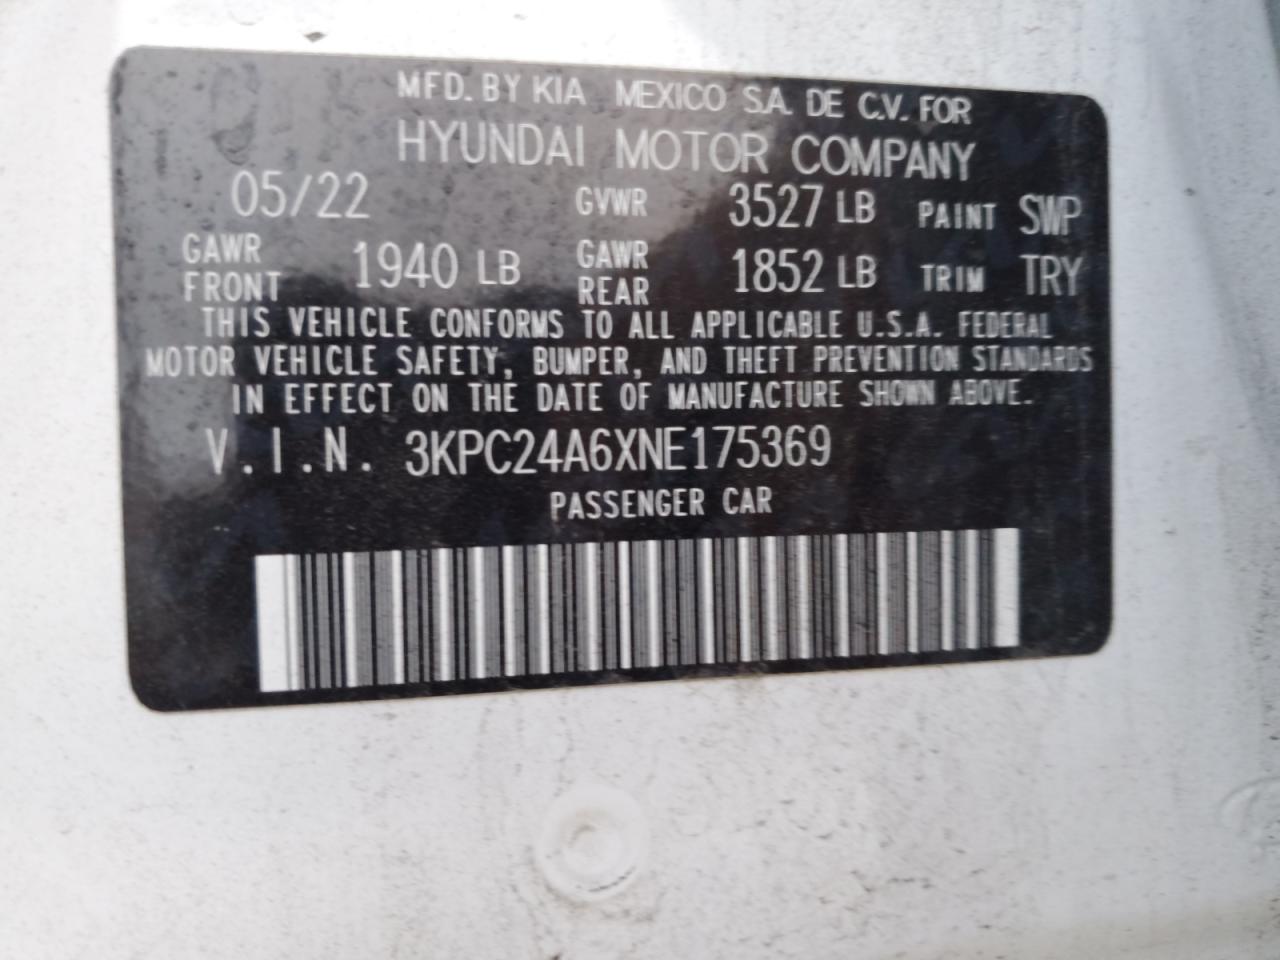 MFD. BY KIA MEXICO S.A. DE C.V. FOR
HYUNDAI MOTOR COMPANY
05/22 GVWR 3527 LB PAINT SWP
GAWR FRONT 1940 LB GAWR REAR 1852 LB TRIM TRY
THIS VEHICLE CONFORMS TO ALL APPLICABLE U.S.A. FEDERAL
MOTOR VEHICLE SAFETY, BUMPER, AND THEFT PREVENTION STANDARDS
IN EFFECT ON THE DATE OF MANUFACTURE SHOWN ABOVE.
V.I.N. 3KPC24A6XNE175369
PASSENGER CAR